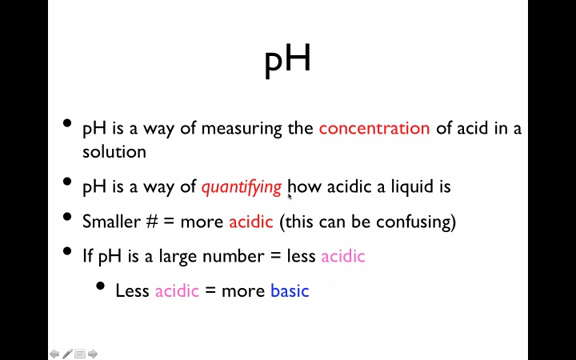 pH
• pH is a way of measuring the concentration of acid in a
solution
• pH is a way of quantifying how acidic a liquid is
• Smaller # = more acidic (this can be confusing)
• If pH is a large number = less acidic
• Less acidic = more basic